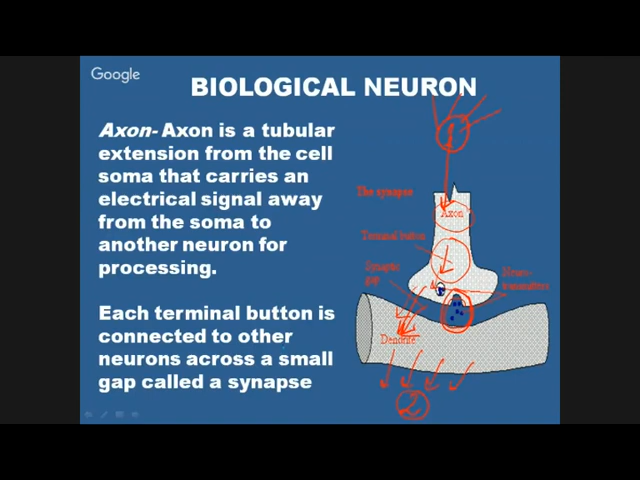 Google
BIOLOGICAL NEURON
Axon- Axon is a tubular
extension from the cell
soma that carries an
electrical signal away
from the soma to
another neuron for
processing.
Each terminal button is
connected to other
neurons across a small
gap called a synapse
1
The synapse
Axon
Terminal button
Synaptic
gap
Neuro-
transmitters
Dendrite
2